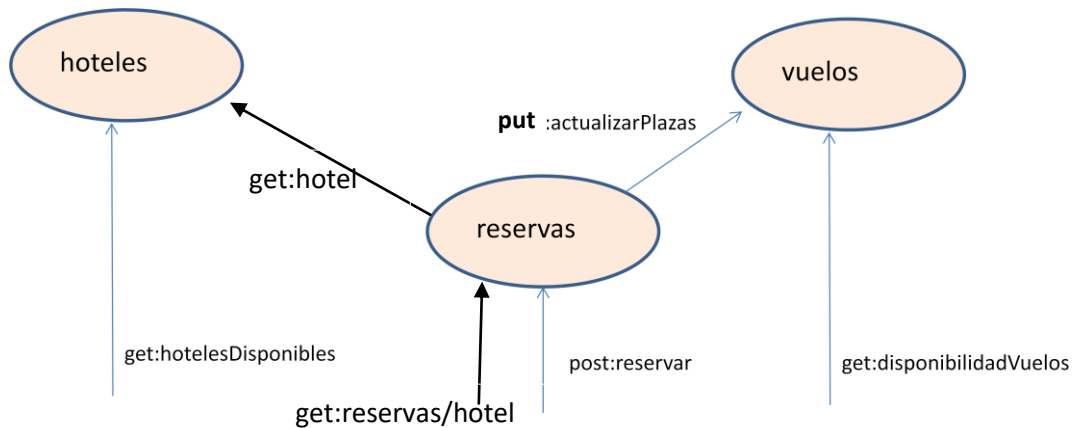 hoteles
vuelos
put :actualizarPlazas
get:hotel
reservas
get:hotelesDisponibles
post:reservar
get:disponibilidadVuelos
get:reservas/hotel